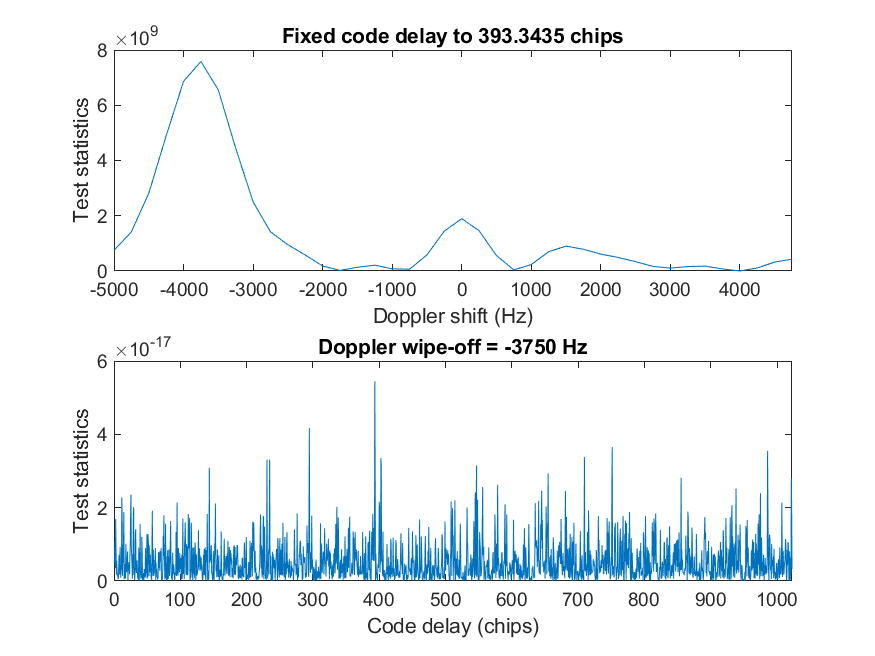 ×10⁹
Fixed code delay to 393.3435 chips
8
6
4
2
0
Test statistics
-5000 -4000 -3000 -2000 -1000 0 1000 2000 3000 4000
Doppler shift (Hz)
×10⁻¹⁷
Doppler wipe-off = -3750 Hz
6
4
2
0
Test statistics
0 100 200 300 400 500 600 700 800 900 1000
Code delay (chips)